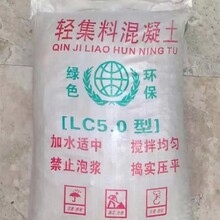 轻集料混凝土
QIN JI LIAO HUN NING TU
绿色 环保
[LC5.0 型]
加水适中 搅拌均匀
禁止泡浆 捣实压平